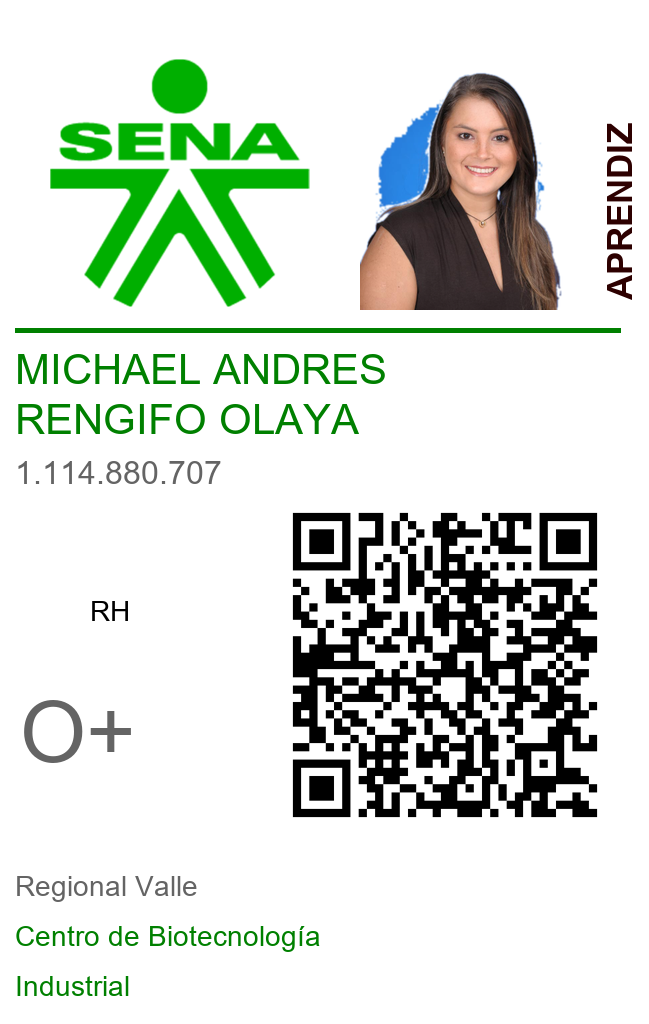 SENA
APRENDIZ
MICHAEL ANDRES
RENGIFO OLAYA
1.114.880.707
RH
O+
Regional Valle
Centro de Biotecnología
Industrial